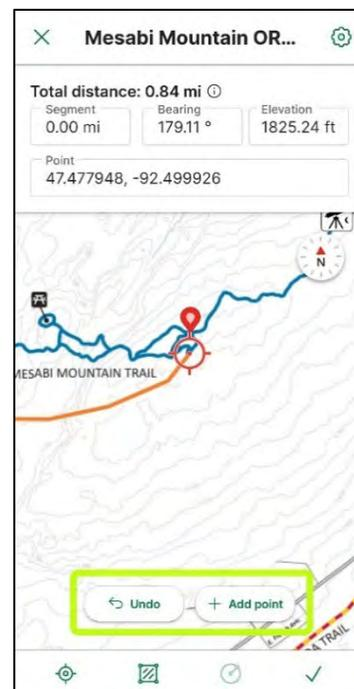 Mesabi Mountain OR...
Total distance: 0.84 mi
Segment
0.00 mi
Bearing
179.11 °
Elevation
1825.24 ft
Point
47.477948, -92.499926
N
MESABI MOUNTAIN TRAIL
Undo
+ Add point
TRAIL